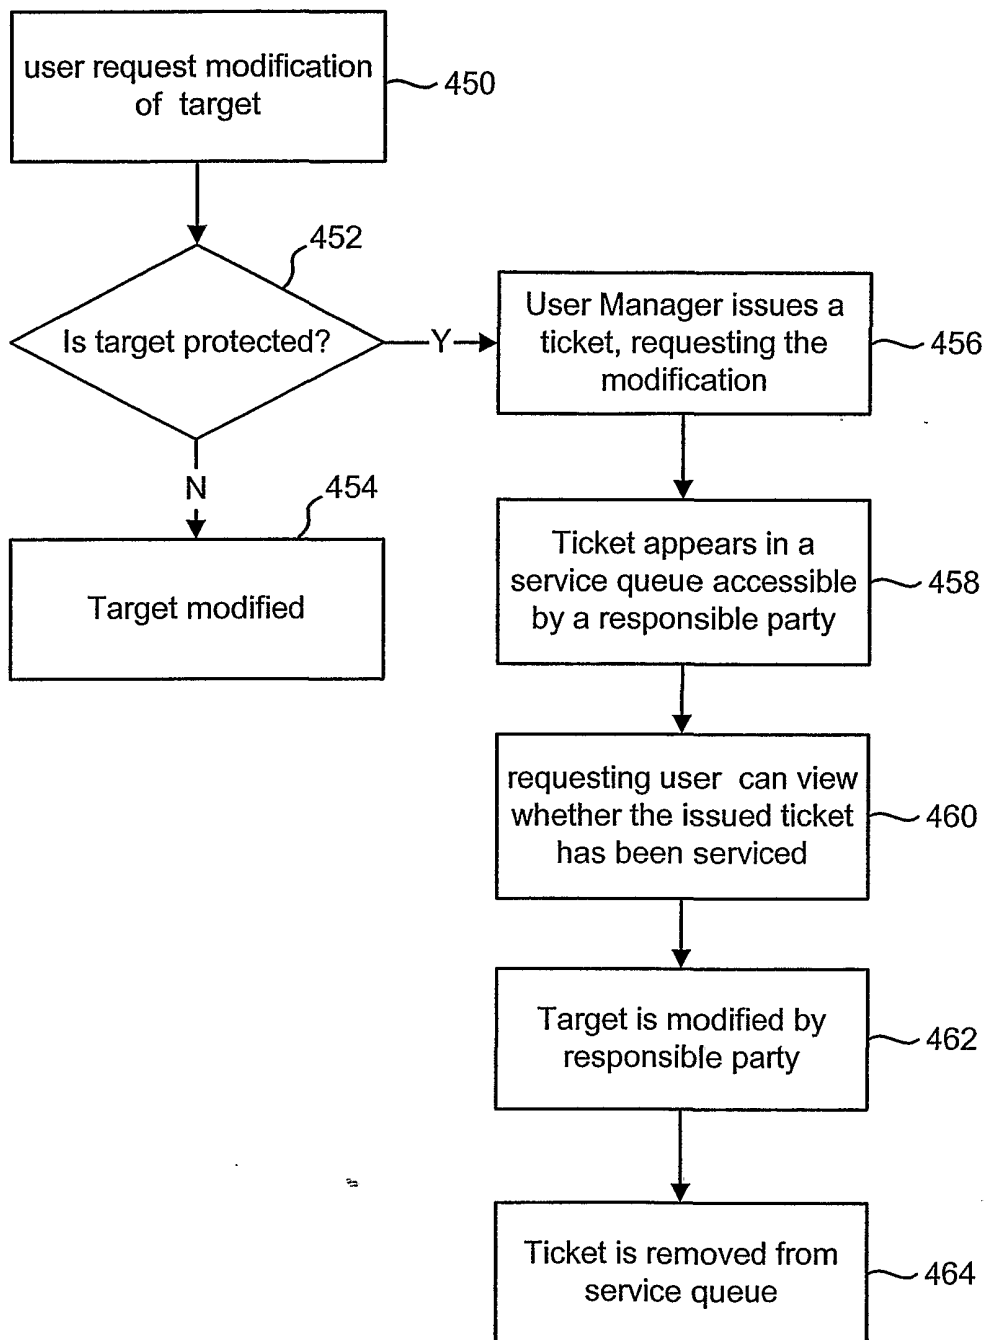 user request modification
of target
450
452
Is target protected?
Y
N
454
Target modified
User Manager issues a
ticket, requesting the
modification
456
Ticket appears in a
service queue accessible
by a responsible party
458
requesting user can view
whether the issued ticket
has been serviced
460
Target is modified by
responsible party
462
Ticket is removed from
service queue
464